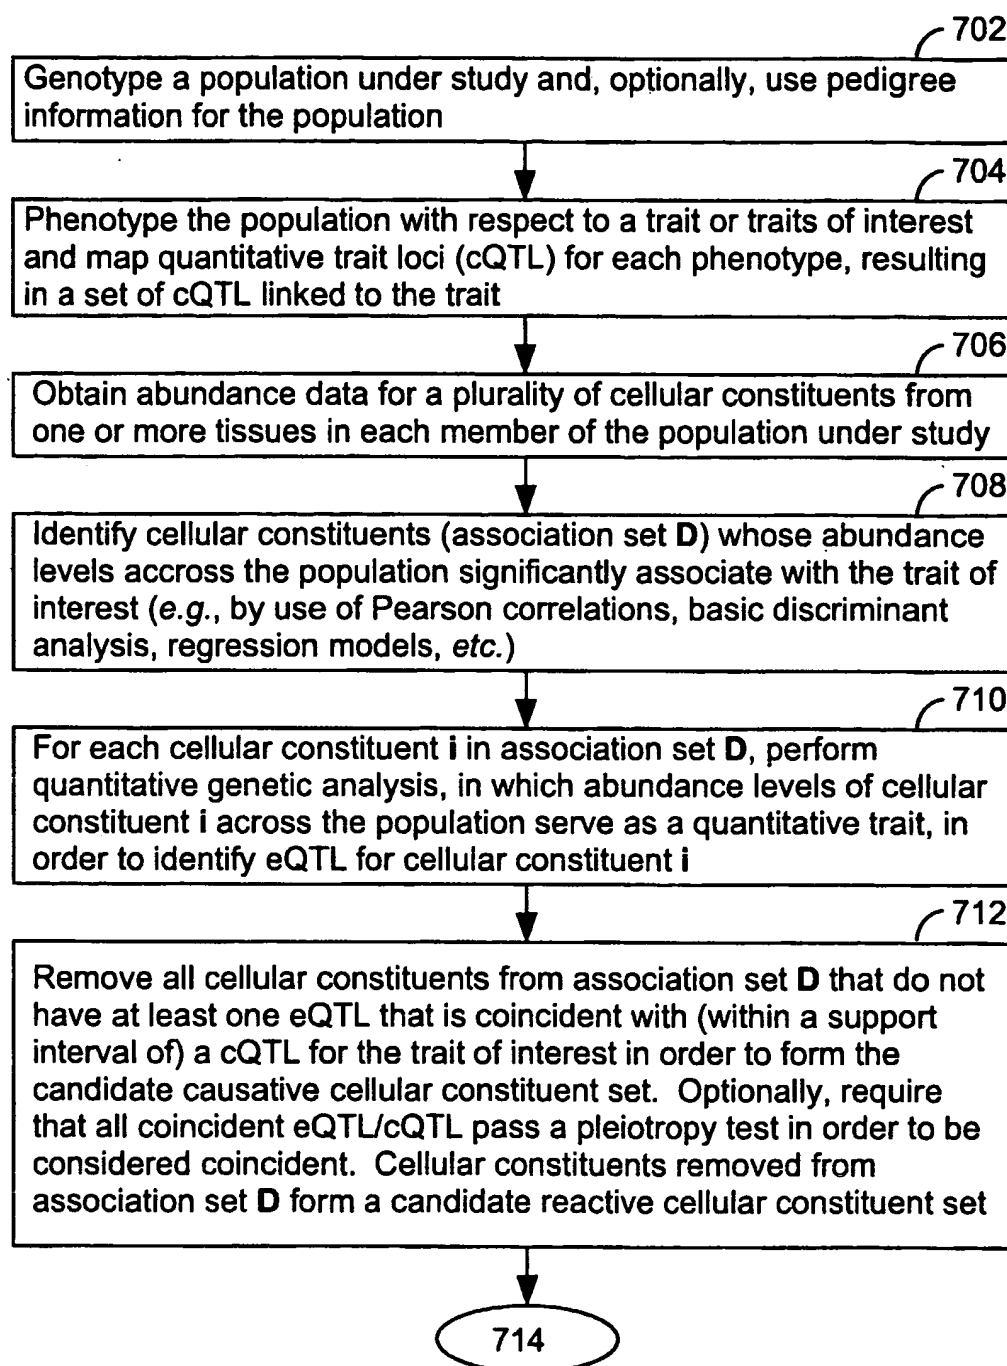 702
Genotype a population under study and, optionally, use pedigree
information for the population
704
Phenotype the population with respect to a trait or traits of interest
and map quantitative trait loci (cQTL) for each phenotype, resulting
in a set of cQTL linked to the trait
706
Obtain abundance data for a plurality of cellular constituents from
one or more tissues in each member of the population under study
708
Identify cellular constituents (association set D) whose abundance
levels accross the population significantly associate with the trait of
interest (e.g., by use of Pearson correlations, basic discriminant
analysis, regression models, etc.)
710
For each cellular constituent i in association set D, perform
quantitative genetic analysis, in which abundance levels of cellular
constituent i across the population serve as a quantitative trait, in
order to identify eQTL for cellular constituent i
712
Remove all cellular constituents from association set D that do not
have at least one eQTL that is coincident with (within a support
interval of) a cQTL for the trait of interest in order to form the
candidate causative cellular constituent set.  Optionally, require
that all coincident eQTL/cQTL pass a pleiotropy test in order to be
considered coincident.  Cellular constituents removed from
association set D form a candidate reactive cellular constituent set
714